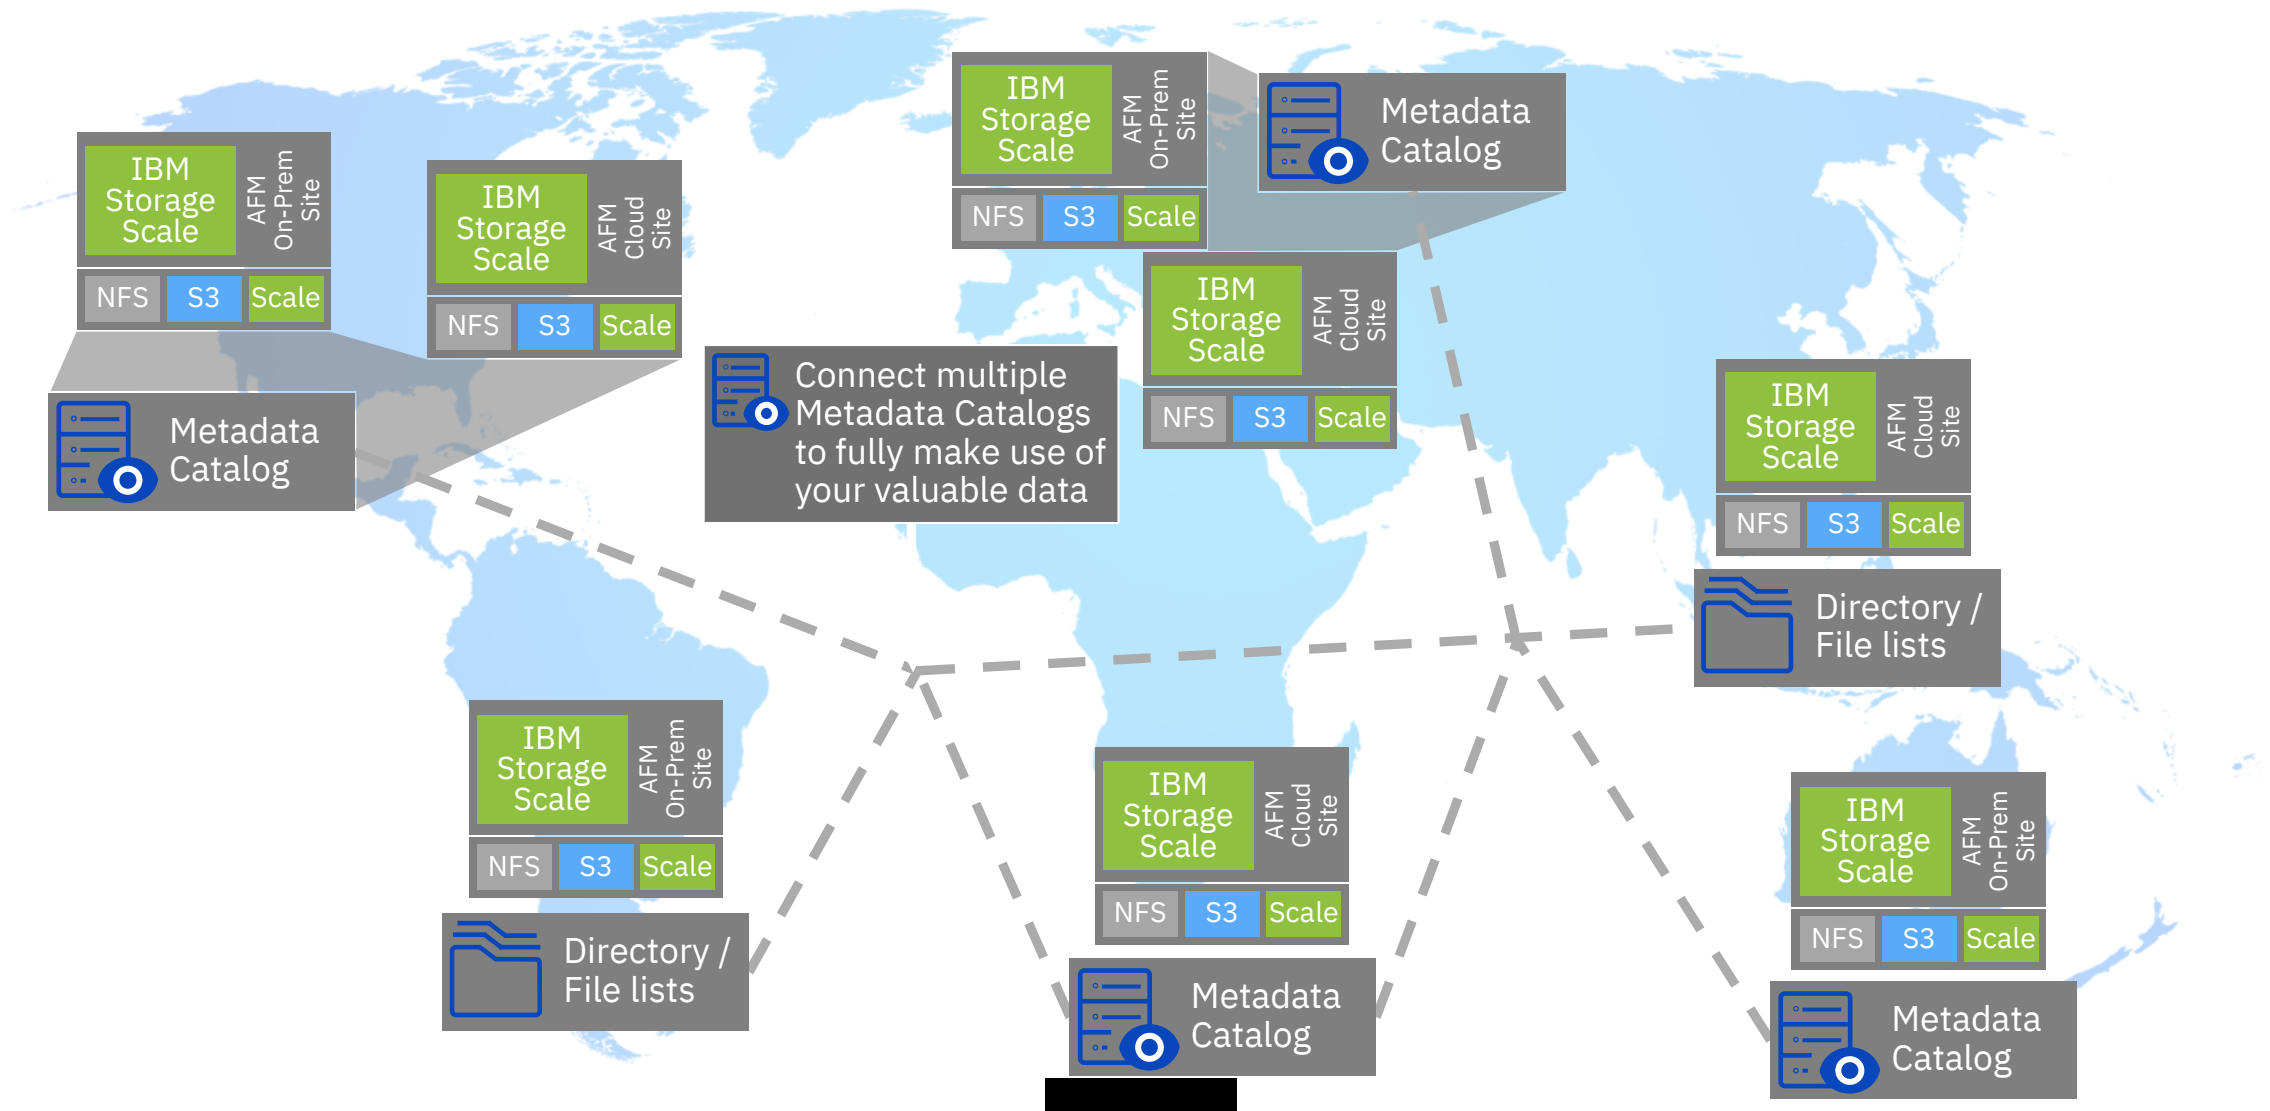 IBM
Storage
Scale
AFM
On-Prem
Site
NFS
S3
Scale
IBM
Storage
Scale
AFM
Cloud
Site
NFS
S3
Scale
Metadata
Catalog
IBM
Storage
Scale
AFM
On-Prem
Site
NFS
S3
Scale
Metadata
Catalog
IBM
Storage
Scale
AFM
Cloud
Site
NFS
S3
Scale
Connect multiple
Metadata Catalogs
to fully make use of
your valuable data
IBM
Storage
Scale
AFM
Cloud
Site
NFS
S3
Scale
Directory /
File lists
IBM
Storage
Scale
AFM
On-Prem
Site
NFS
S3
Scale
Directory /
File lists
IBM
Storage
Scale
AFM
Cloud
Site
NFS
S3
Scale
Metadata
Catalog
IBM
Storage
Scale
AFM
On-Prem
Site
NFS
S3
Scale
Metadata
Catalog